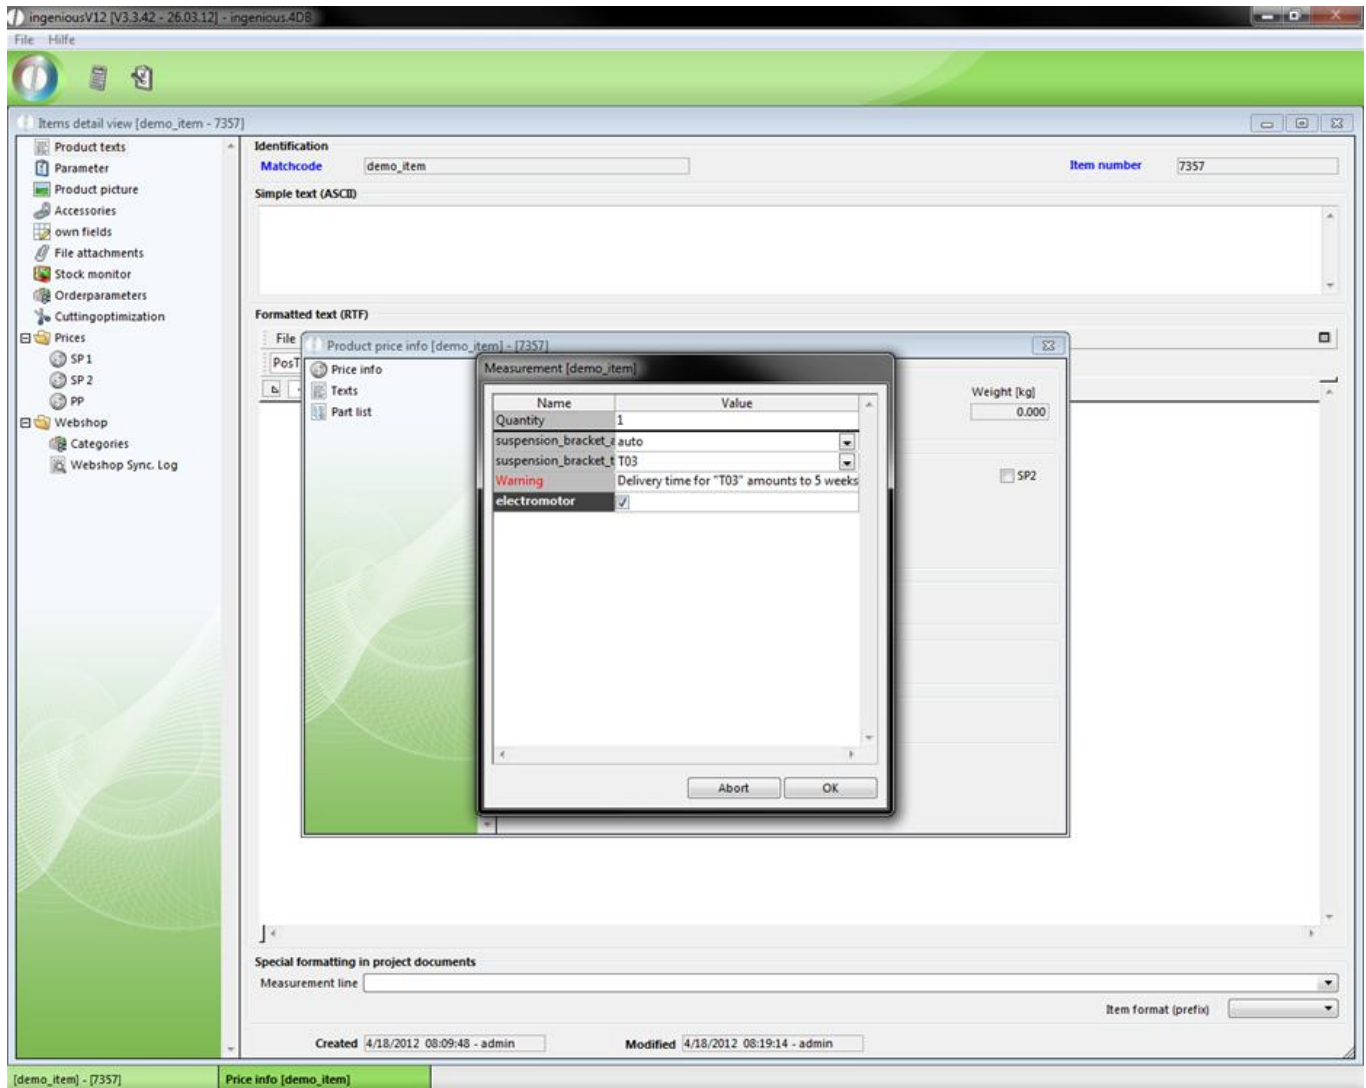 ingeniousV12 [V3.3.42 - 26.03.12] - ingenious.4DB
File Hilfe
Items detail view [demo_item - 7357]
Product texts
Parameter
Product picture
Accessories
own fields
File attachments
Stock monitor
Orderparameters
Cuttingoptimization
Prices
SP 1
SP 2
PP
Webshop
Categories
Webshop Sync. Log
Identification
Matchcode demo_item Item number 7357
Simple text (ASCII)
Formatted text (RTF)
File
PosT
Product price info [demo_item] - [7357]
Price info
Texts
Part list
Weight [kg]
0.000
SP2
Measurement [demo_item]
Name Value
Quantity 1
suspension_bracket_a auto
suspension_bracket_t T03
Warning Delivery time for "T03" amounts to 5 weeks
electromotor
Abort OK
Special formatting in project documents
Measurement line
Item format (prefix)
Created 4/18/2012 08:09:48 - admin Modified 4/18/2012 08:19:14 - admin
[demo_item] - [7357] Price info [demo_item]